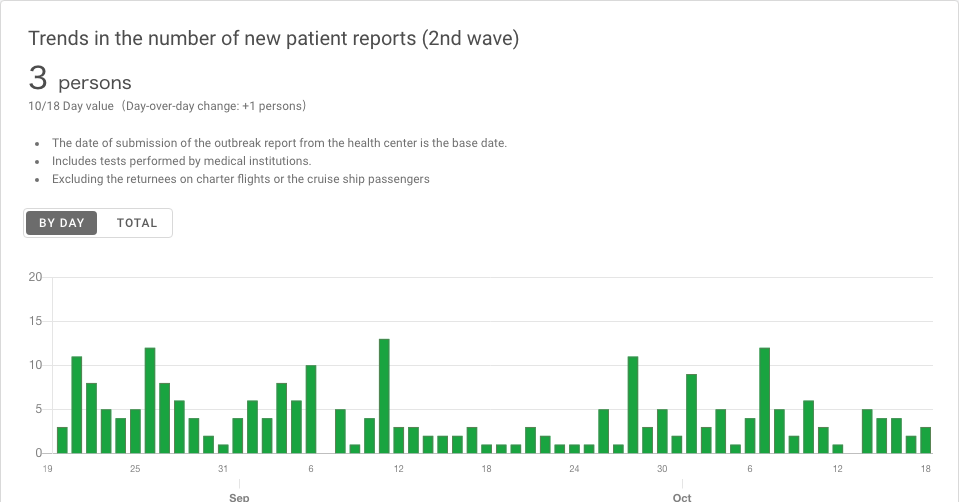 Trends in the number of new patient reports (2nd wave)
3 persons
10/18 Day value（Day-over-day change: +1 persons）
The date of submission of the outbreak report from the health center is the base date.
Includes tests performed by medical institutions.
Excluding the returnees on charter flights or the cruise ship passengers
BY DAY TOTAL
20
15
10
5
0
19 25 31 6 12 18 24 30 6 12 18
Sep Oct